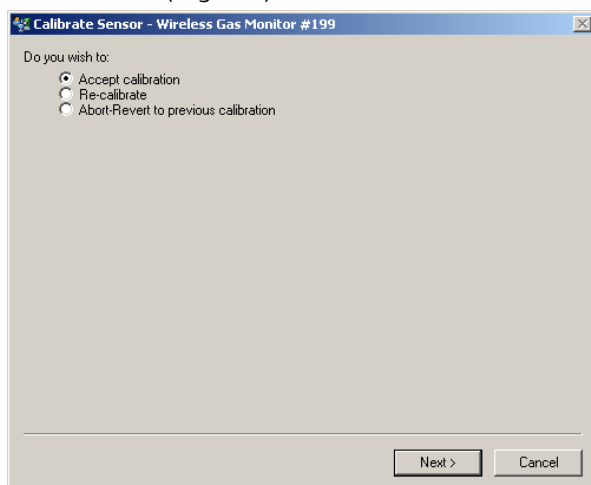 Calibrate Sensor - Wireless Gas Monitor #199
Do you wish to:
Accept calibration
Re-calibrate
Abort-Revert to previous calibration
Next >
Cancel